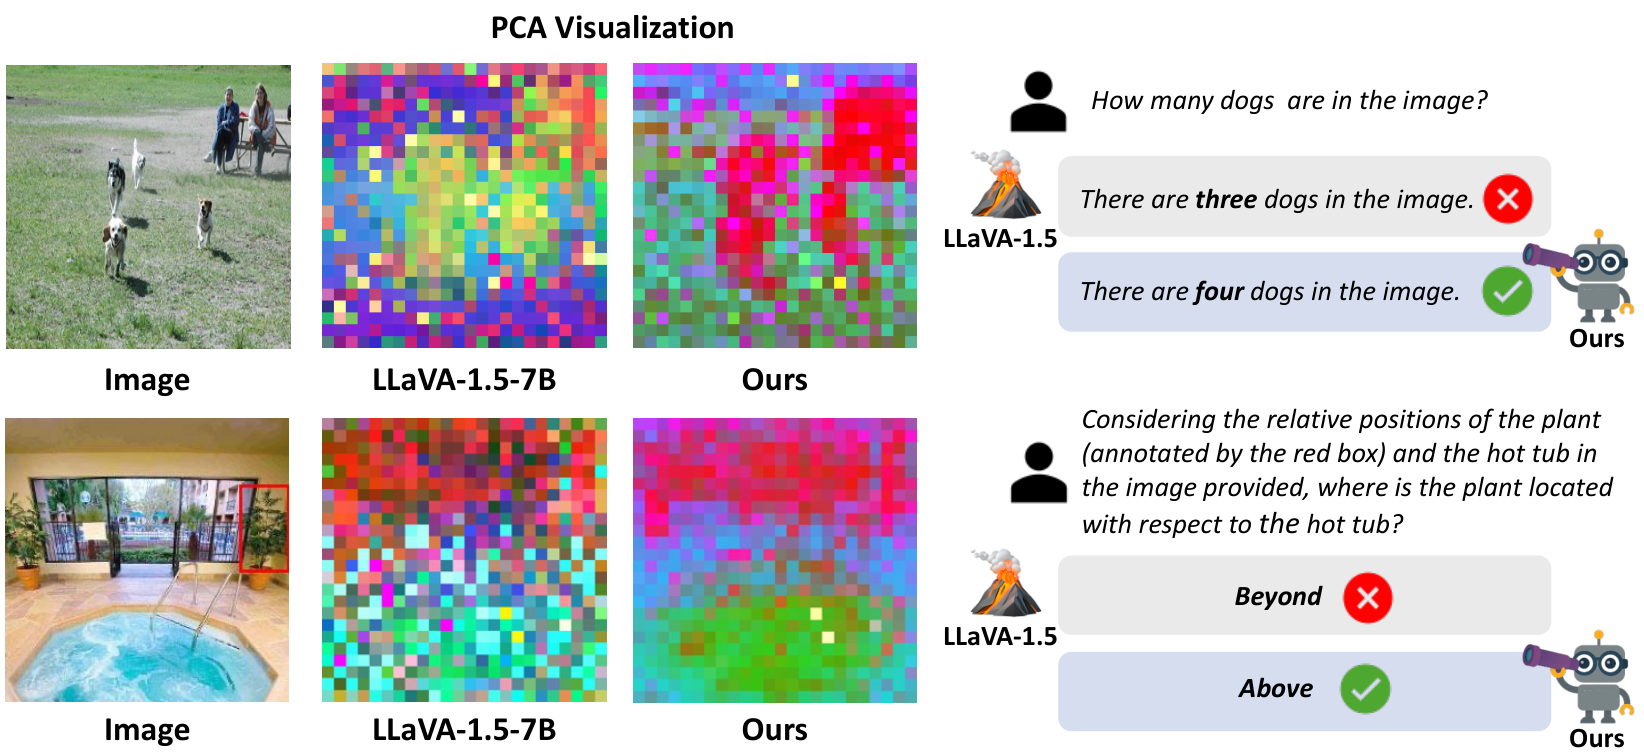 PCA Visualization
How many dogs are in the image?
There are three dogs in the image.
LLaVA-1.5
There are four dogs in the image.
Ours
Image
LLaVA-1.5-7B
Ours
Considering the relative positions of the plant
(annotated by the red box) and the hot tub in
the image provided, where is the plant located
with respect to the hot tub?
Beyond
LLaVA-1.5
Above
Ours
Image
LLaVA-1.5-7B
Ours